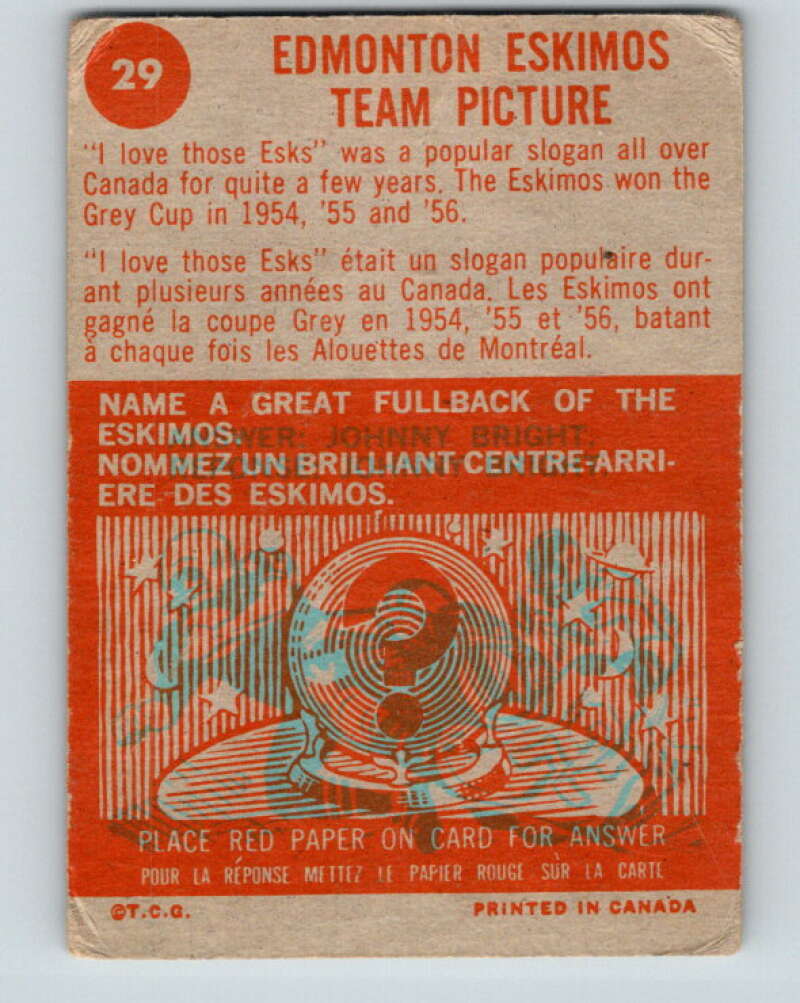 29
EDMONTON ESKIMOS
TEAM PICTURE
"I love those Esks" was a popular slogan all over
Canada for quite a few years. The Eskimos won the
Grey Cup in 1954, '55 and '56.
"I love those Esks" était un slogan populaire dur-
ant plusieurs années au Canada. Les Eskimos ont
gagné la coupe Grey en 1954, '55 et '56, batant
à chaque fois les Alouettes de Montréal.
NAME A GREAT FULLBACK OF THE
ESKIMOS.
ANSWER: JOHNNY BRIGHT.
NOMMEZ UN BRILLIANT CENTRE-ARRI-
ERE DES ESKIMOS.
?
PLACE RED PAPER ON CARD FOR ANSWER
POUR LA RÉPONSE METTEZ LE PAPIER ROUGE SÙR LA CARTE
©T.C.G. PRINTED IN CANADA